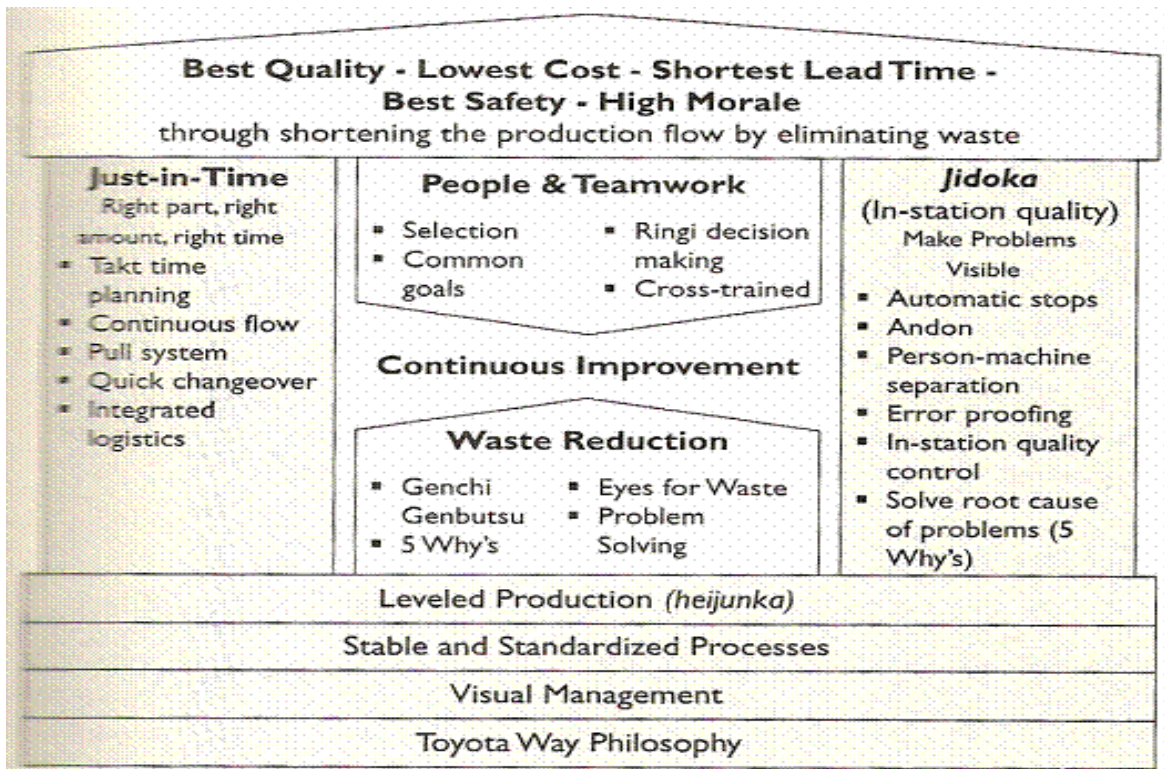 Best Quality - Lowest Cost - Shortest Lead Time -
Best Safety - High Morale
through shortening the production flow by eliminating waste
Just-in-Time
Right part, right
amount, right time
▪ Takt time
planning
▪ Continuous flow
▪ Pull system
▪ Quick changeover
▪ Integrated
logistics
People & Teamwork
▪ Selection
▪ Common
goals
▪ Ringi decision
making
▪ Cross-trained
Continuous Improvement
Waste Reduction
▪ Genchi
Genbutsu
▪ 5 Why's
▪ Eyes for Waste
▪ Problem
Solving
Jidoka
(In-station quality)
Make Problems
Visible
▪ Automatic stops
▪ Andon
▪ Person-machine
separation
▪ Error proofing
▪ In-station quality
control
▪ Solve root cause
of problems (5
Why's)
Leveled Production (heijunka)
Stable and Standardized Processes
Visual Management
Toyota Way Philosophy